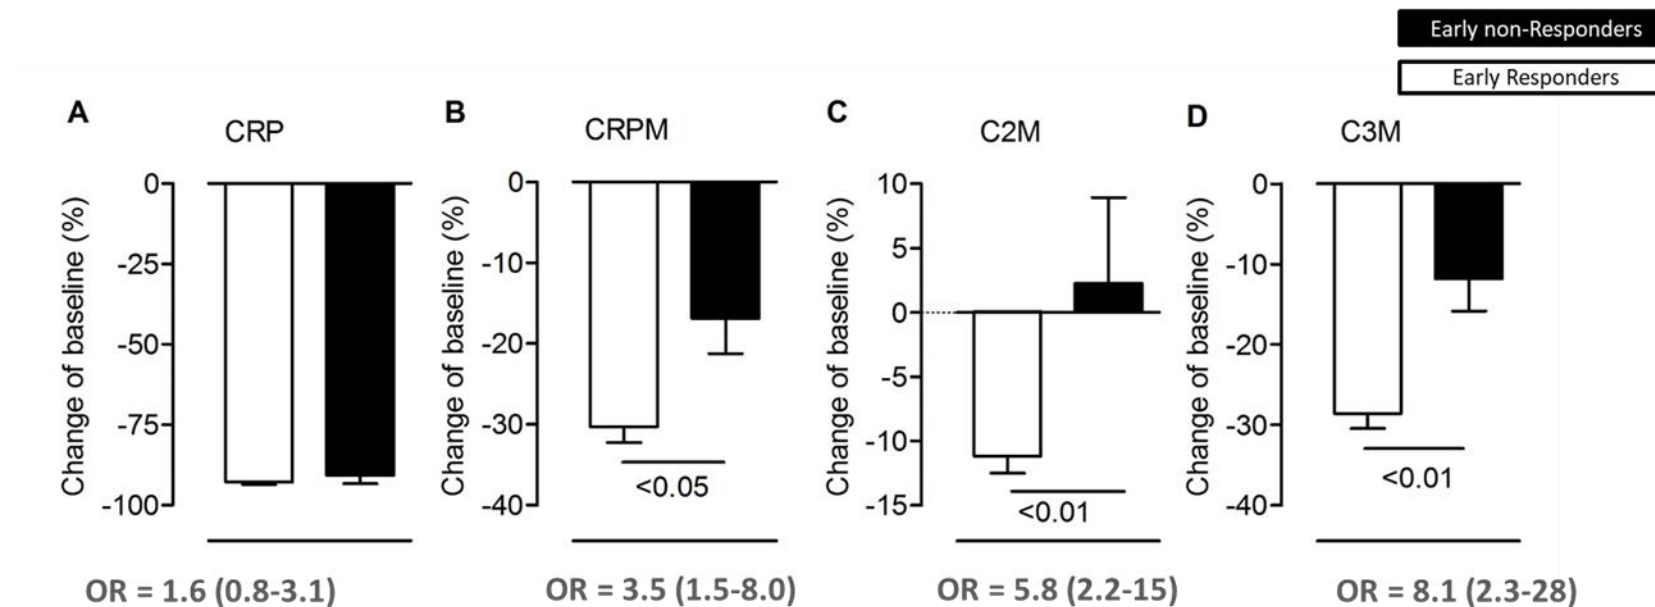 Early non-Responders
Early Responders
A
CRP
Change of baseline (%)
0
-25
-50
-75
-100
OR = 1.6 (0.8-3.1)
B
CRPM
Change of baseline (%)
0
-10
-20
-30
-40
<0.05
OR = 3.5 (1.5-8.0)
C
C2M
Change of baseline (%)
10
5
0
-5
-10
-15
<0.01
OR = 5.8 (2.2-15)
D
C3M
Change of baseline (%)
0
-10
-20
-30
-40
<0.01
OR = 8.1 (2.3-28)